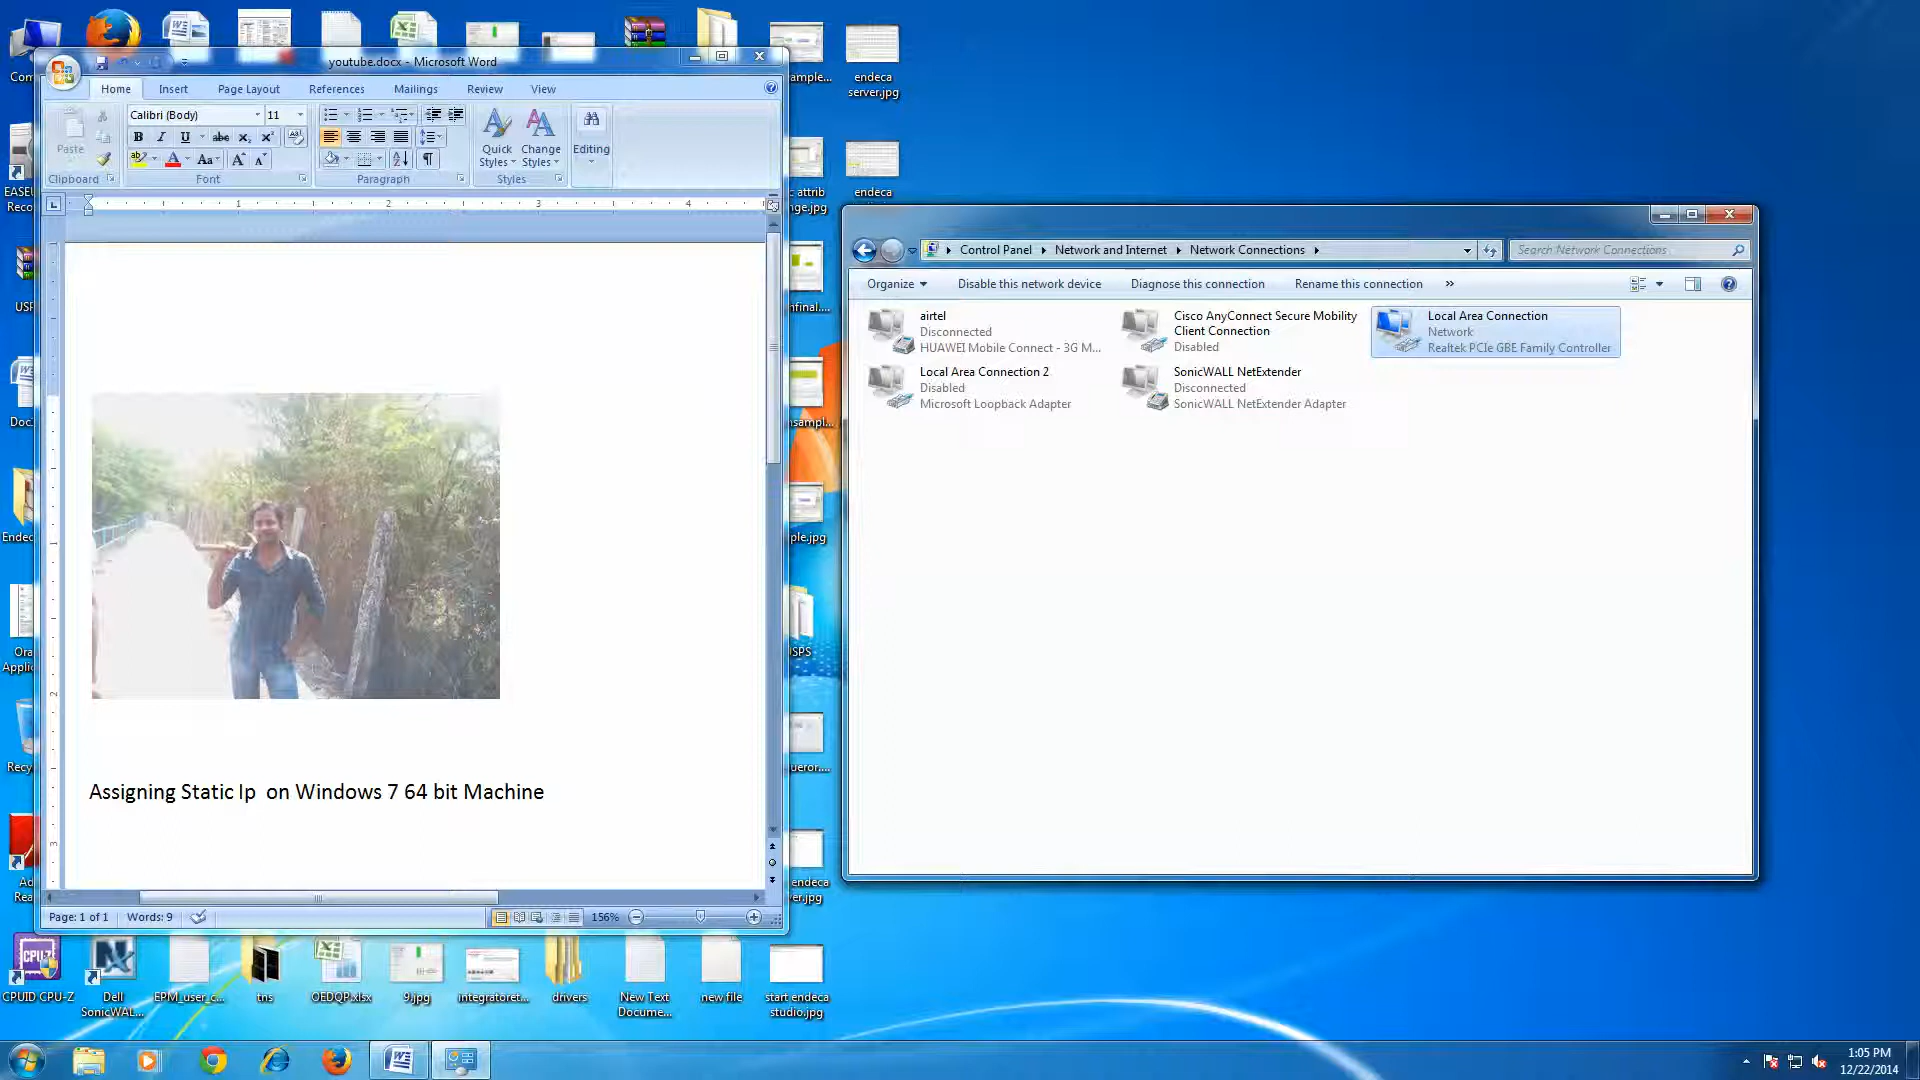 youtube.docx - Microsoft Word
Home Insert Page Layout References Mailings Review View
Calibri (Body) 11
Paste
Quick Styles
Change Styles
Editing
Clipboard Font Paragraph Styles
1 2 3 4
Assigning Static Ip on Windows 7 64 bit Machine
Page: 1 of 1 Words: 9 156%
endeca server.jpg
endeca
Control Panel Network and Internet Network Connections
Search Network Connections
Organize Disable this network device Diagnose this connection Rename this connection »
airtel
Disconnected
HUAWEI Mobile Connect - 3G M...
Cisco AnyConnect Secure Mobility
Client Connection
Disabled
Local Area Connection
Network
Realtek PCIe GBE Family Controller
Local Area Connection 2
Disabled
Microsoft Loopback Adapter
SonicWALL NetExtender
Disconnected
SonicWALL NetExtender Adapter
CPUID CPU-Z
Dell
SonicWAL...
EPM_user_c...
tns
OEDQP.xlsx
9.jpg
integratoret...
drivers
New Text
Docume...
new file
start endeca
studio.jpg
1:05 PM
12/22/2014